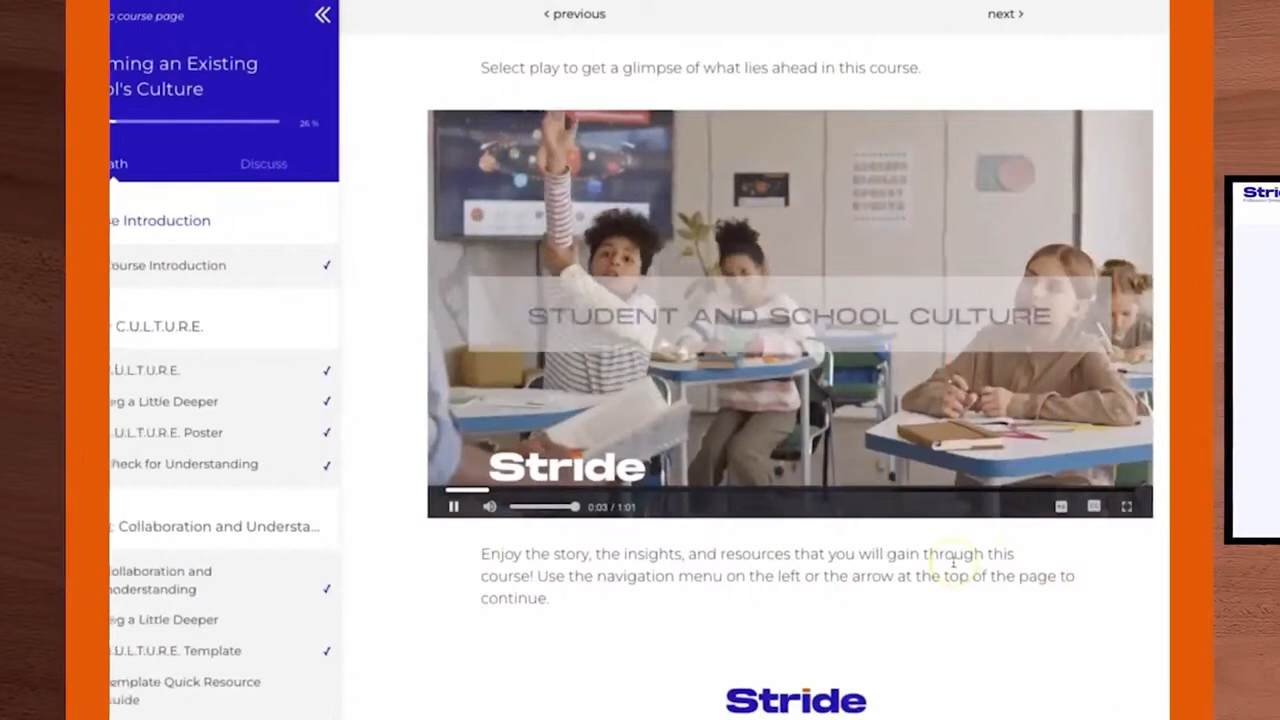 o course page
< previous
next >
ming an Existing
ol's Culture
26 %
ath
Discuss
Select play to get a glimpse of what lies ahead in this course.
e Introduction
ourse Introduction
C.U.L.T.U.R.E.
.U.L.T.U.R.E.
g a Little Deeper
.U.L.T.U.R.E. Poster
heck for Understanding
: Collaboration and Understa...
ollaboration and
nderstanding
g a Little Deeper
.U.L.T.U.R.E. Template
emplate Quick Resource
uide
STUDENT AND SCHOOL CULTURE
Stride
0:03 / 1:01
CC
Enjoy the story, the insights, and resources that you will gain through this
course! Use the navigation menu on the left or the arrow at the top of the page to
continue.
Stride
Stri